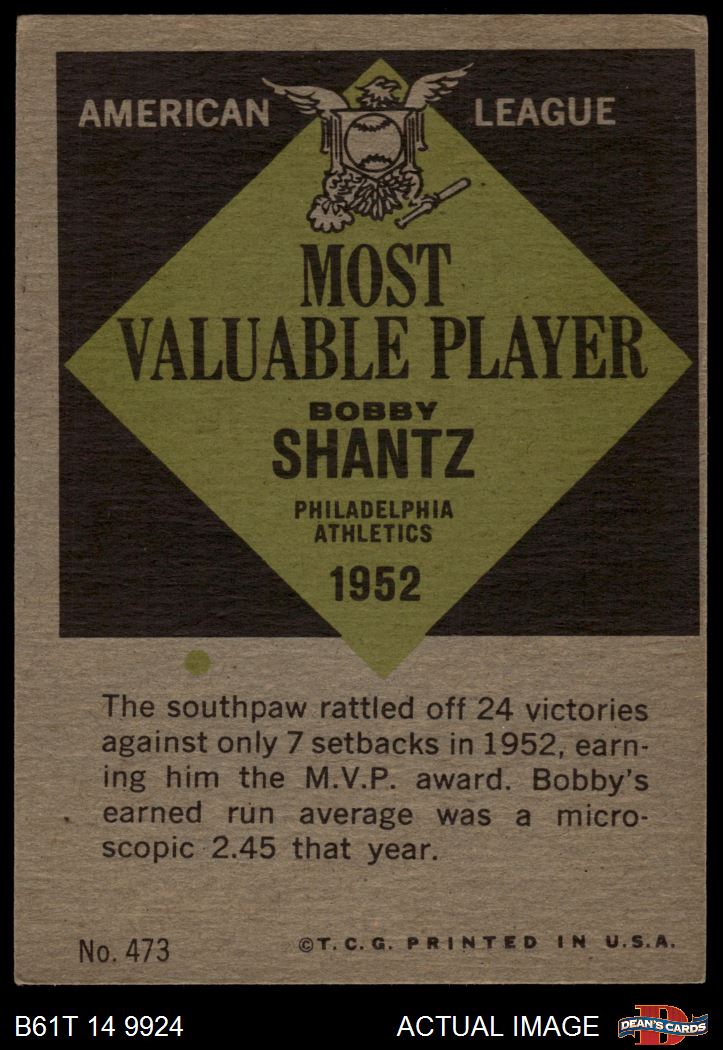 AMERICAN LEAGUE
MOST
VALUABLE PLAYER
BOBBY
SHANTZ
PHILADELPHIA
ATHLETICS
1952
The southpaw rattled off 24 victories
against only 7 setbacks in 1952, earn-
ing him the M.V.P. award. Bobby's
earned run average was a micro-
scopic 2.45 that year.
No. 473 ©T.C.G. PRINTED IN U.S.A.
B61T 14 9924 ACTUAL IMAGE D DEAN'S CARDS